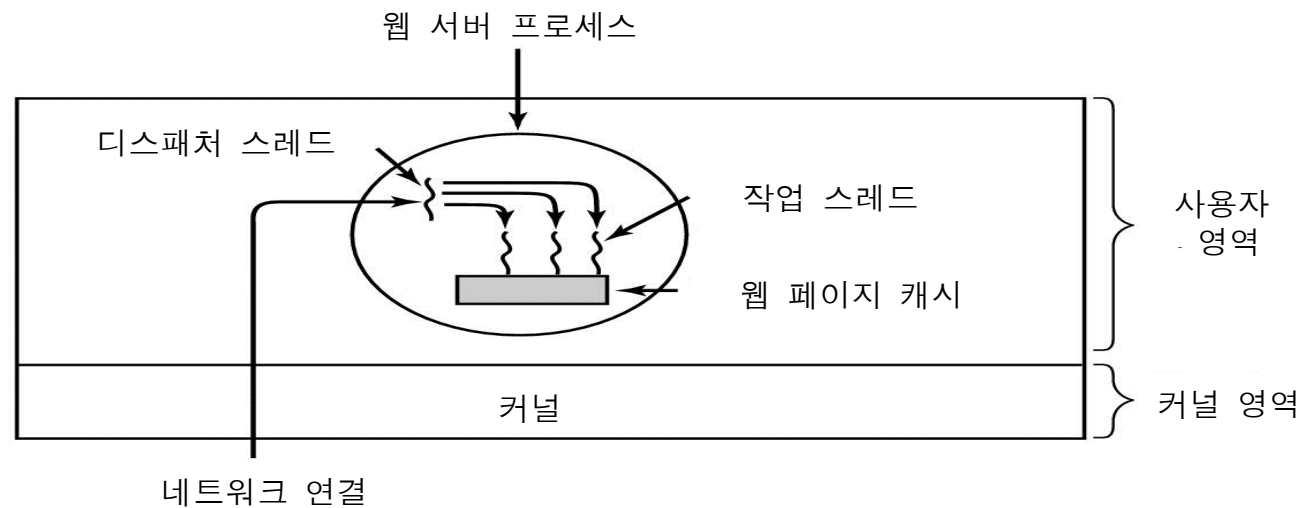 웹 서버 프로세스
디스패처 스레드
작업 스레드
사용자
영역
웹 페이지 캐시
커널
커널 영역
네트워크 연결